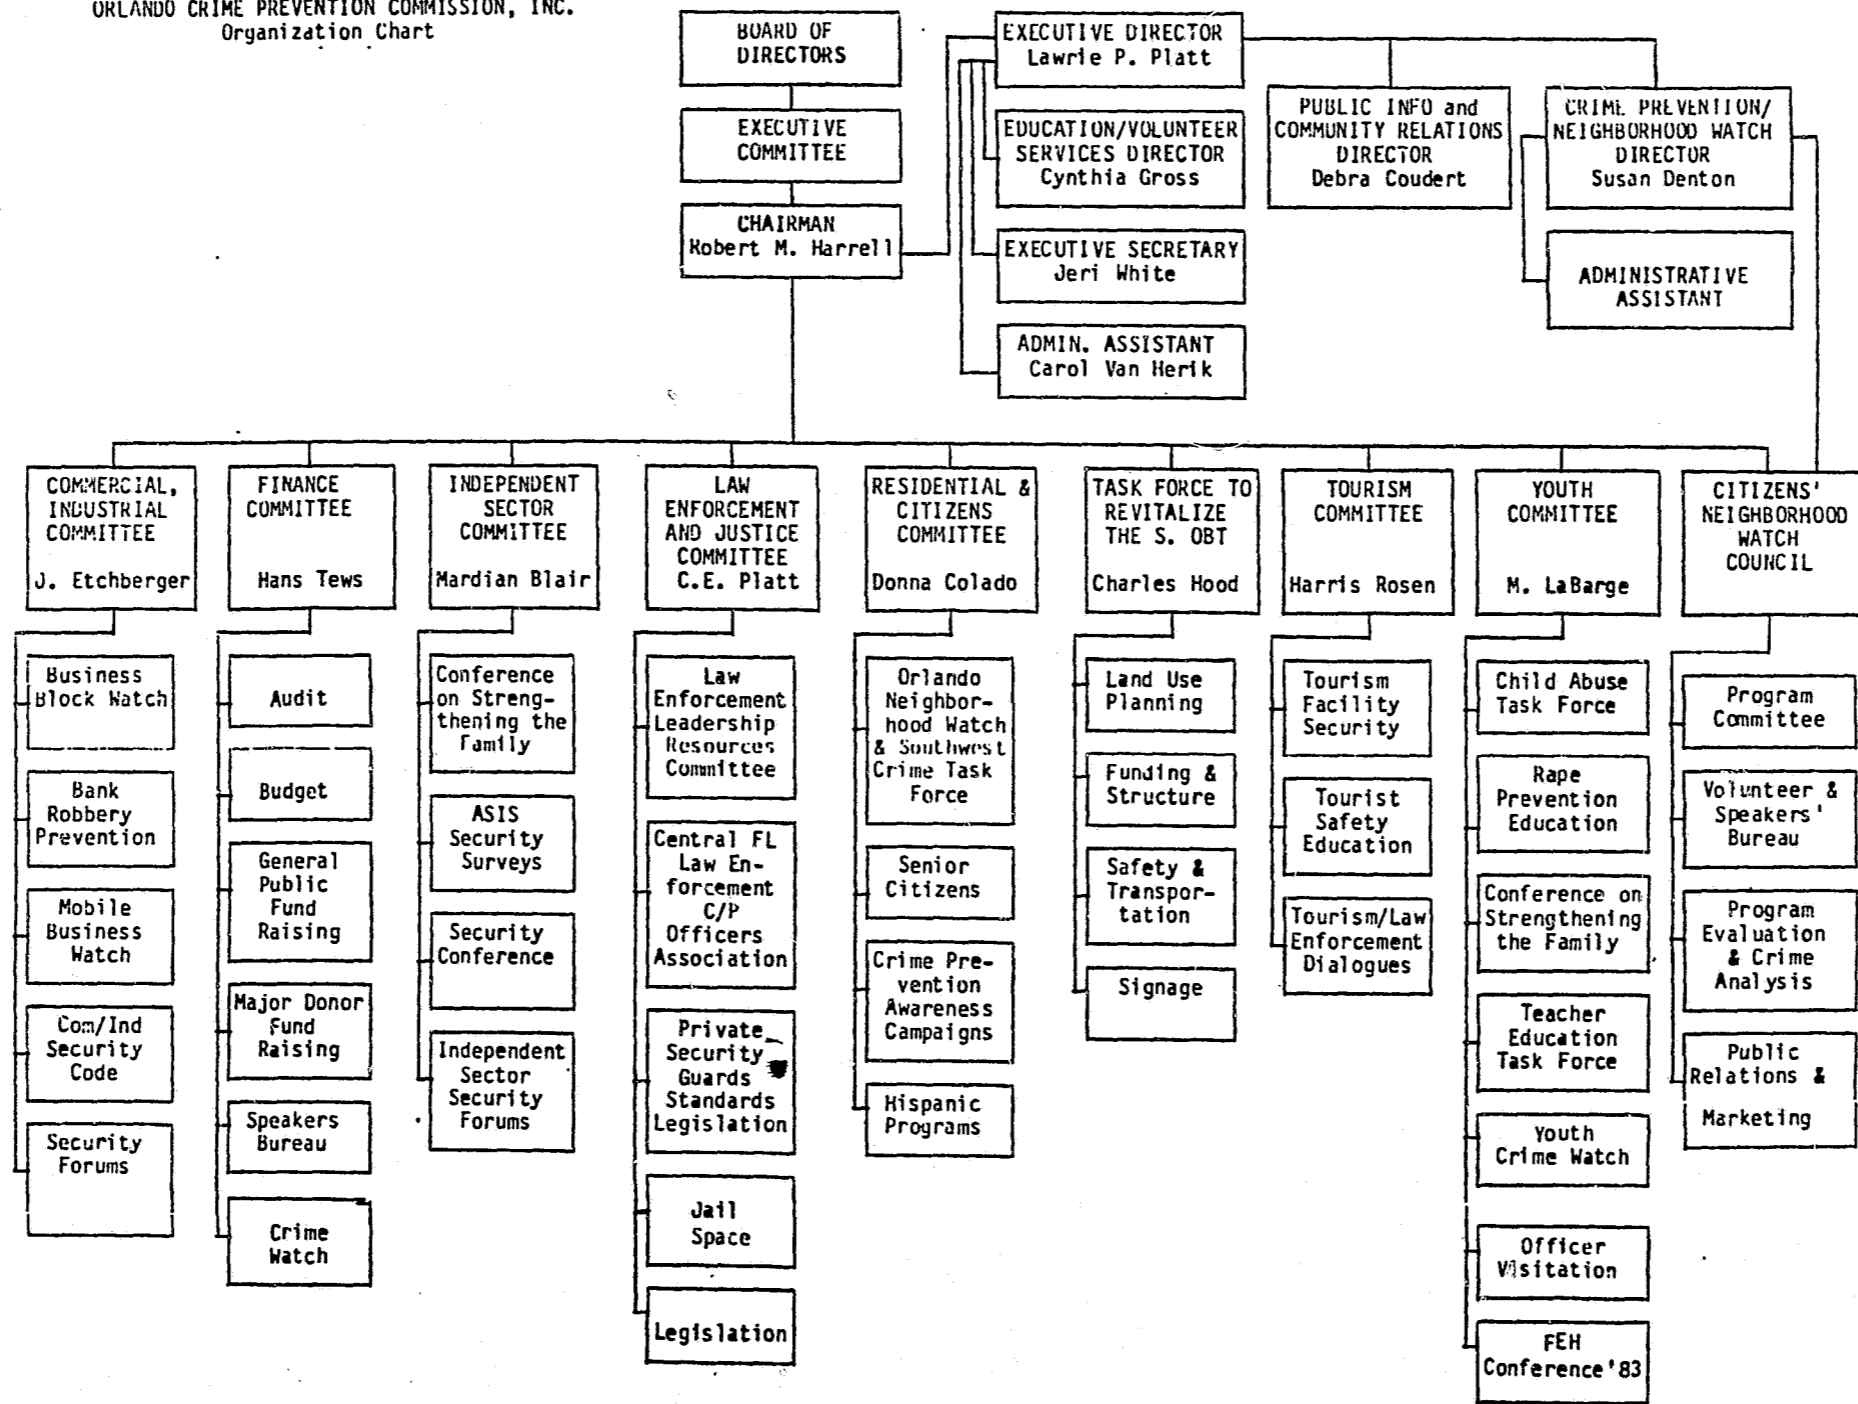 ORLANDO CRIME PREVENTION COMMISSION, INC.
Organization Chart
BOARD OF
DIRECTORS
EXECUTIVE
COMMITTEE
CHAIRMAN
Robert M. Harrell
EXECUTIVE DIRECTOR
Lawrie P. Platt
EDUCATION/VOLUNTEER
SERVICES DIRECTOR
Cynthia Gross
EXECUTIVE SECRETARY
Jeri White
ADMIN. ASSISTANT
Carol Van Herik
PUBLIC INFO and
COMMUNITY RELATIONS
DIRECTOR
Debra Coudert
CRIME PREVENTION/
NEIGHBORHOOD WATCH
DIRECTOR
Susan Denton
ADMINISTRATIVE
ASSISTANT
COMMERCIAL,
INDUSTRIAL
COMMITTEE
J. Etchberger
Business
Block Watch
Bank
Robbery
Prevention
Mobile
Business
Watch
Com/Ind
Security
Code
Security
Forums
FINANCE
COMMITTEE
Hans Tews
Audit
Budget
General
Public
Fund
Raising
Major Donor
Fund
Raising
Speakers
Bureau
Crime
Watch
INDEPENDENT
SECTOR
COMMITTEE
Mardian Blair
Conference
on Streng-
thening the
Family
ASIS
Security
Surveys
Security
Conference
Independent
Sector
Security
Forums
LAW
ENFORCEMENT
AND JUSTICE
COMMITTEE
C.E. Platt
Law
Enforcement
Leadership
Resources
Committee
Central FL
Law En-
forcement
C/P
Officers
Association
Private
Security
Guards
Standards
Legislation
Jail
Space
Legislation
RESIDENTIAL &
CITIZENS
COMMITTEE
Donna Colado
Orlando
Neighbor-
hood Watch
& Southwest
Crime Task
Force
Senior
Citizens
Crime Pre-
vention
Awareness
Campaigns
Hispanic
Programs
TASK FORCE TO
REVITALIZE
THE S. OBT
Charles Hood
Land Use
Planning
Funding &
Structure
Safety &
Transpor-
tation
Signage
TOURISM
COMMITTEE
Harris Rosen
Tourism
Facility
Security
Tourist
Safety
Education
Tourism/Law
Enforcement
Dialogues
YOUTH
COMMITTEE
M. LaBarge
Child Abuse
Task Force
Rape
Prevention
Education
Conference on
Strengthening
the Family
Teacher
Education
Task Force
Youth
Crime Watch
Officer
Visitation
FEH
Conference'83
CITIZENS'
NEIGHBORHOOD
WATCH
COUNCIL
Program
Committee
Volunteer &
Speakers'
Bureau
Program
Evaluation
& Crime
Analysis
Public
Relations &
Marketing